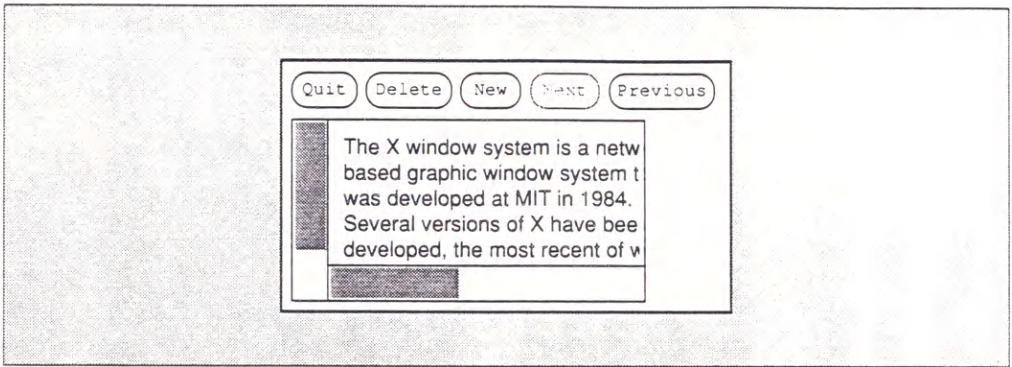 Quit Delete New Next Previous
The X window system is a netw
based graphic window system t
was developed at MIT in 1984.
Several versions of X have bee
developed, the most recent of w